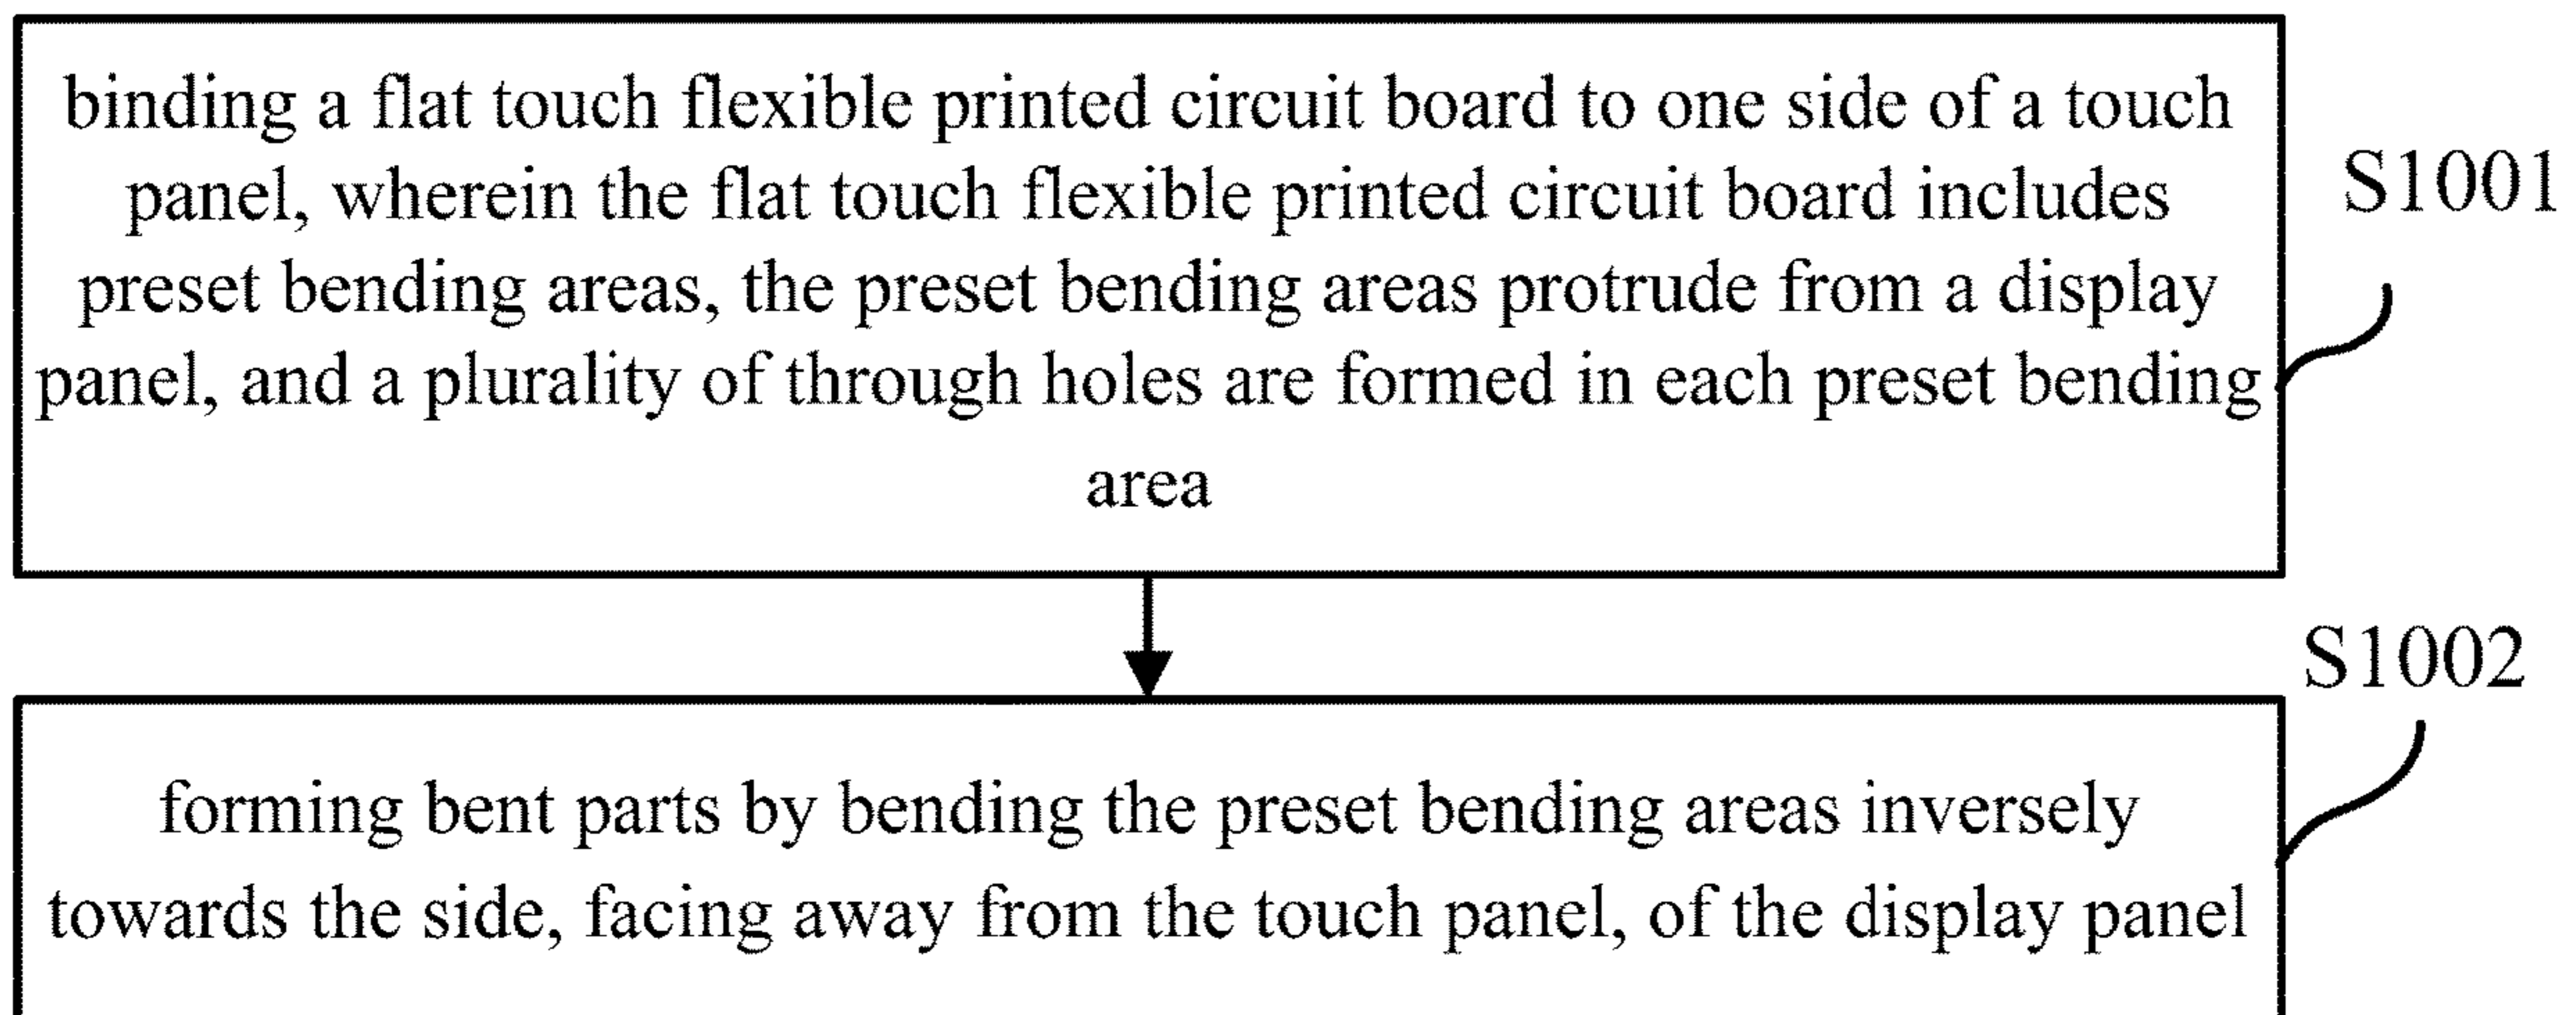 binding a flat touch flexible printed circuit board to one side of a touch
panel, wherein the flat touch flexible printed circuit board includes
preset bending areas, the preset bending areas protrude from a display
panel, and a plurality of through holes are formed in each preset bending
area
S1001
S1002
forming bent parts by bending the preset bending areas inversely
towards the side, facing away from the touch panel, of the display panel